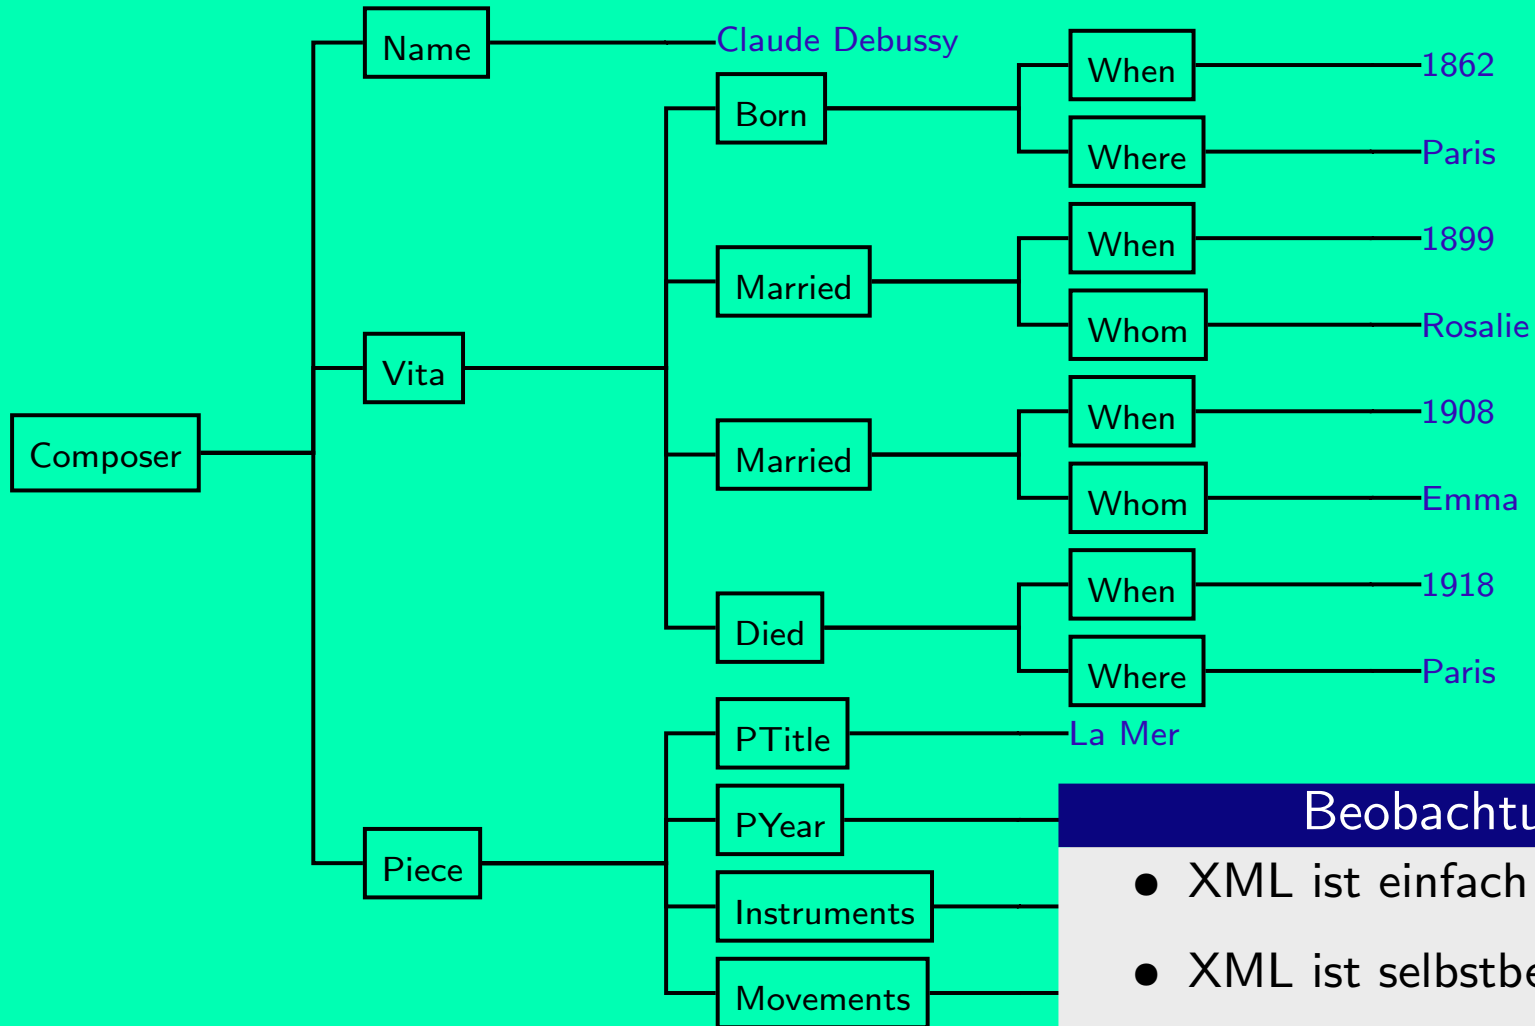 Name
Claude Debussy
When
1862
Born
Where
Paris
When
1899
Married
Whom
Rosalie
Vita
When
1908
Composer
Married
Whom
Emma
When
1918
Died
Where
Paris
PTitle
La Mer
PYear
Piece
Instruments
Movements
Beobachtu
• XML ist einfach
• XML ist selbstbe